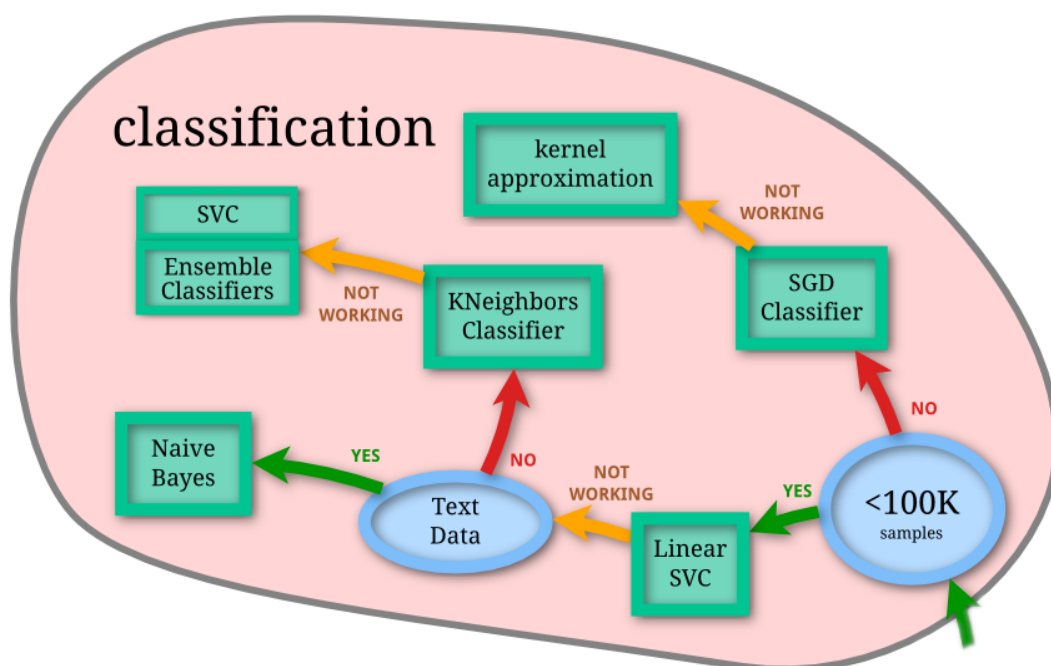 classification
kernel
approximation
NOT
WORKING
SVC
Ensemble
Classifiers
NOT
WORKING
KNeighbors
Classifier
SGD
Classifier
NO
Naive
Bayes
YES
NO
Text
Data
NOT
WORKING
Linear
SVC
YES
<100K
samples